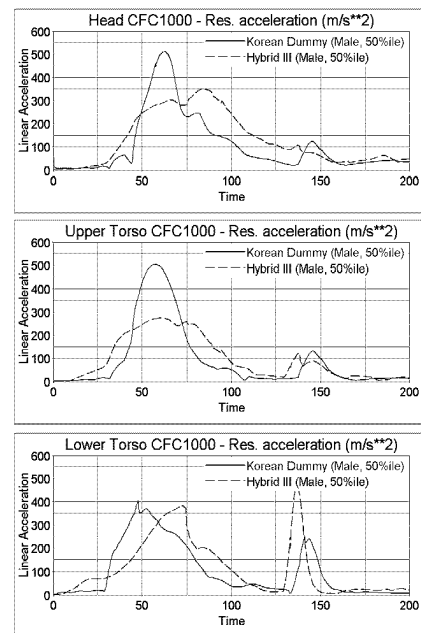 Head CFC1000 - Res. acceleration (m/s**2)
600
500
400
300
200
100
0
Linear Acceleration
Korean Dummy (Male, 50%ile)
Hybrid III (Male, 50%ile)
0
50
100
150
200
Time
Upper Torso CFC1000 - Res. acceleration (m/s**2)
600
500
400
300
200
100
0
Linear Acceleration
Korean Dummy (Male, 50%ile)
Hybrid III (Male, 50%ile)
0
50
100
150
200
Time
Lower Torso CFC1000 - Res. acceleration (m/s**2)
600
500
400
300
200
100
0
Linear Acceleration
Korean Dummy (Male, 50%ile)
Hybrid III (Male, 50%ile)
0
50
100
150
200
Time